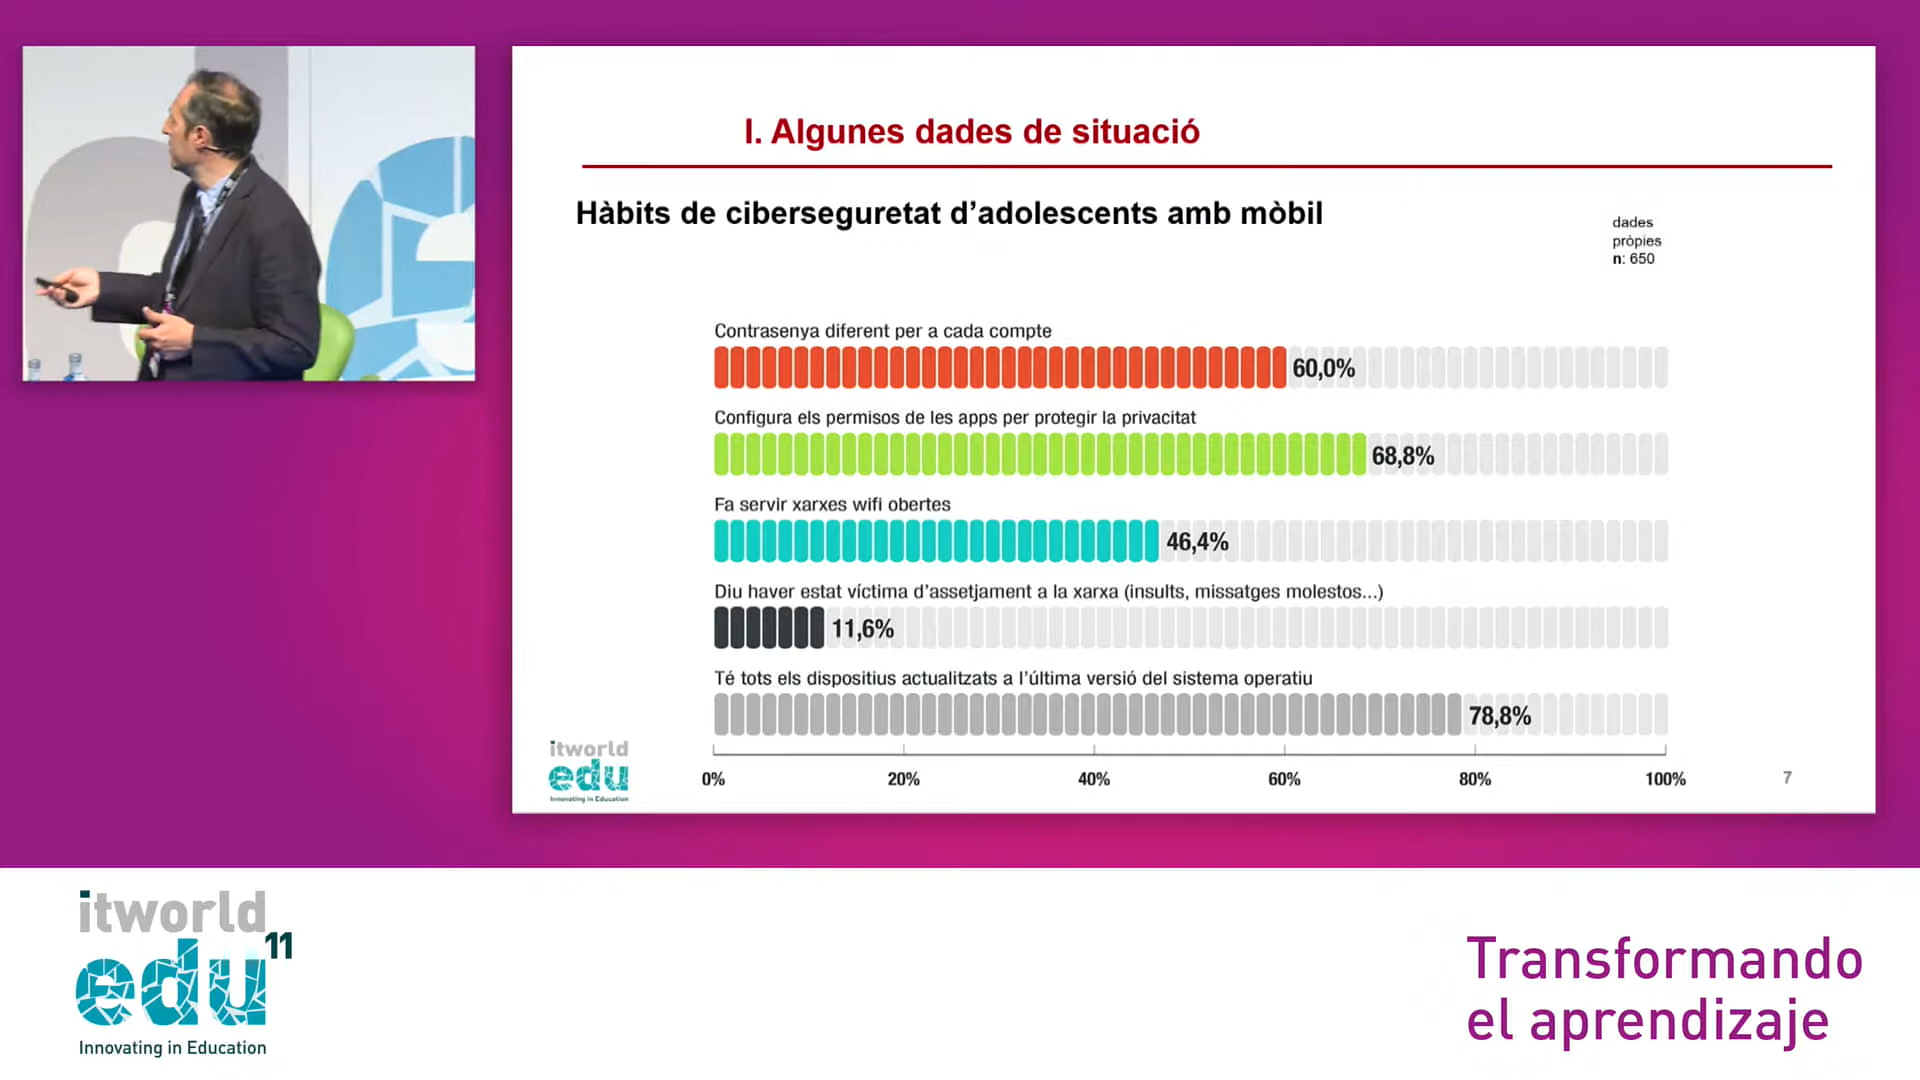 I. Algunes dades de situació
Hàbits de ciberseguretat d’adolescents amb mòbil
dades
pròpies
n: 650
Contrasenya diferent per a cada compte
60,0%
Configura els permisos de les apps per protegir la privacitat
68,8%
Fa servir xarxes wifi obertes
46,4%
Diu haver estat víctima d’assetjament a la xarxa (insults, missatges molestos...)
11,6%
Té tots els dispositius actualitzats a l’última versió del sistema operatiu
78,8%
0% 20% 40% 60% 80% 100%
itworld
edu
Innovating in Education
7
itworld
edu 11
Innovating in Education
Transformando
el aprendizaje